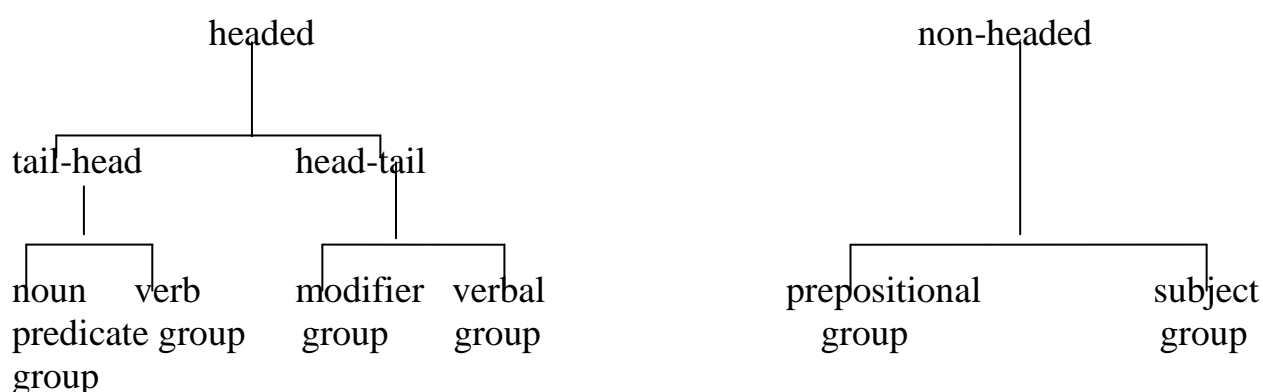 headed non-headed
tail-head head-tail
noun verb modifier verbal prepositional subject
predicate group group group group group
group